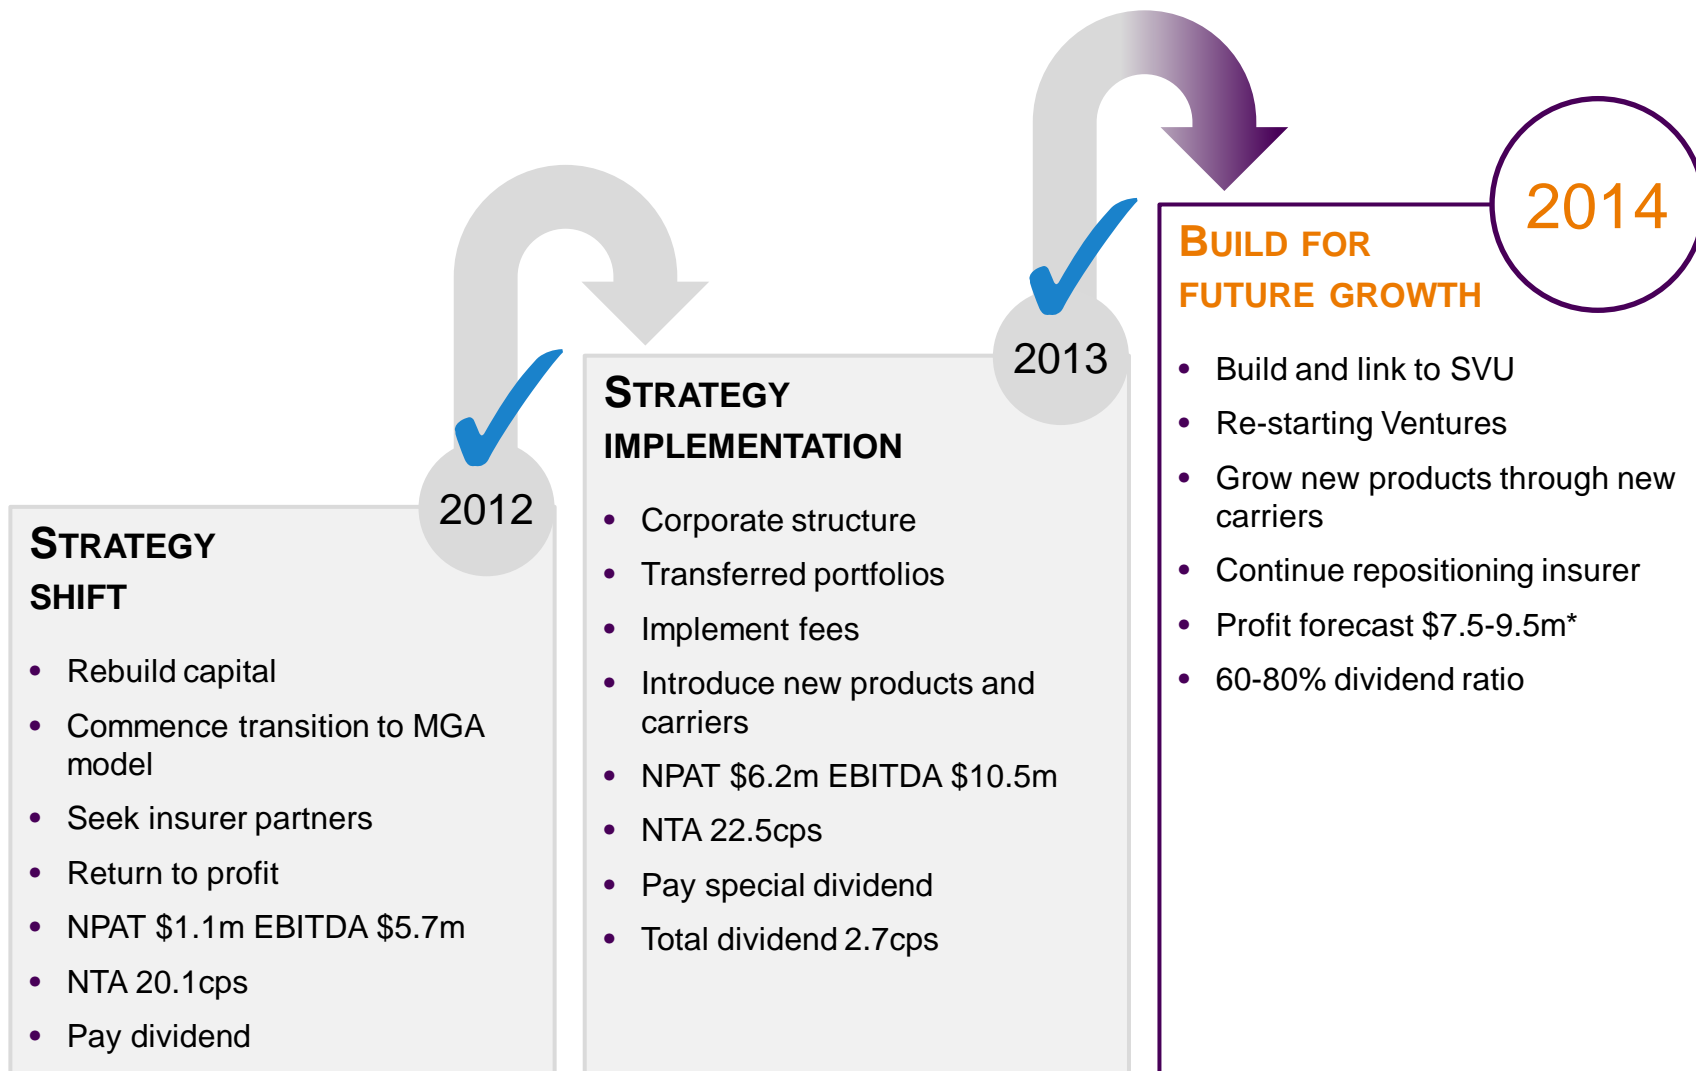 2012
STRATEGY
SHIFT
• Rebuild capital
• Commence transition to MGA
model
• Seek insurer partners
• Return to profit
• NPAT $1.1m EBITDA $5.7m
• NTA 20.1cps
• Pay dividend
2013
STRATEGY
IMPLEMENTATION
• Corporate structure
• Transferred portfolios
• Implement fees
• Introduce new products and
carriers
• NPAT $6.2m EBITDA $10.5m
• NTA 22.5cps
• Pay special dividend
• Total dividend 2.7cps
2014
BUILD FOR
FUTURE GROWTH
• Build and link to SVU
• Re-starting Ventures
• Grow new products through new
carriers
• Continue repositioning insurer
• Profit forecast $7.5-9.5m*
• 60-80% dividend ratio